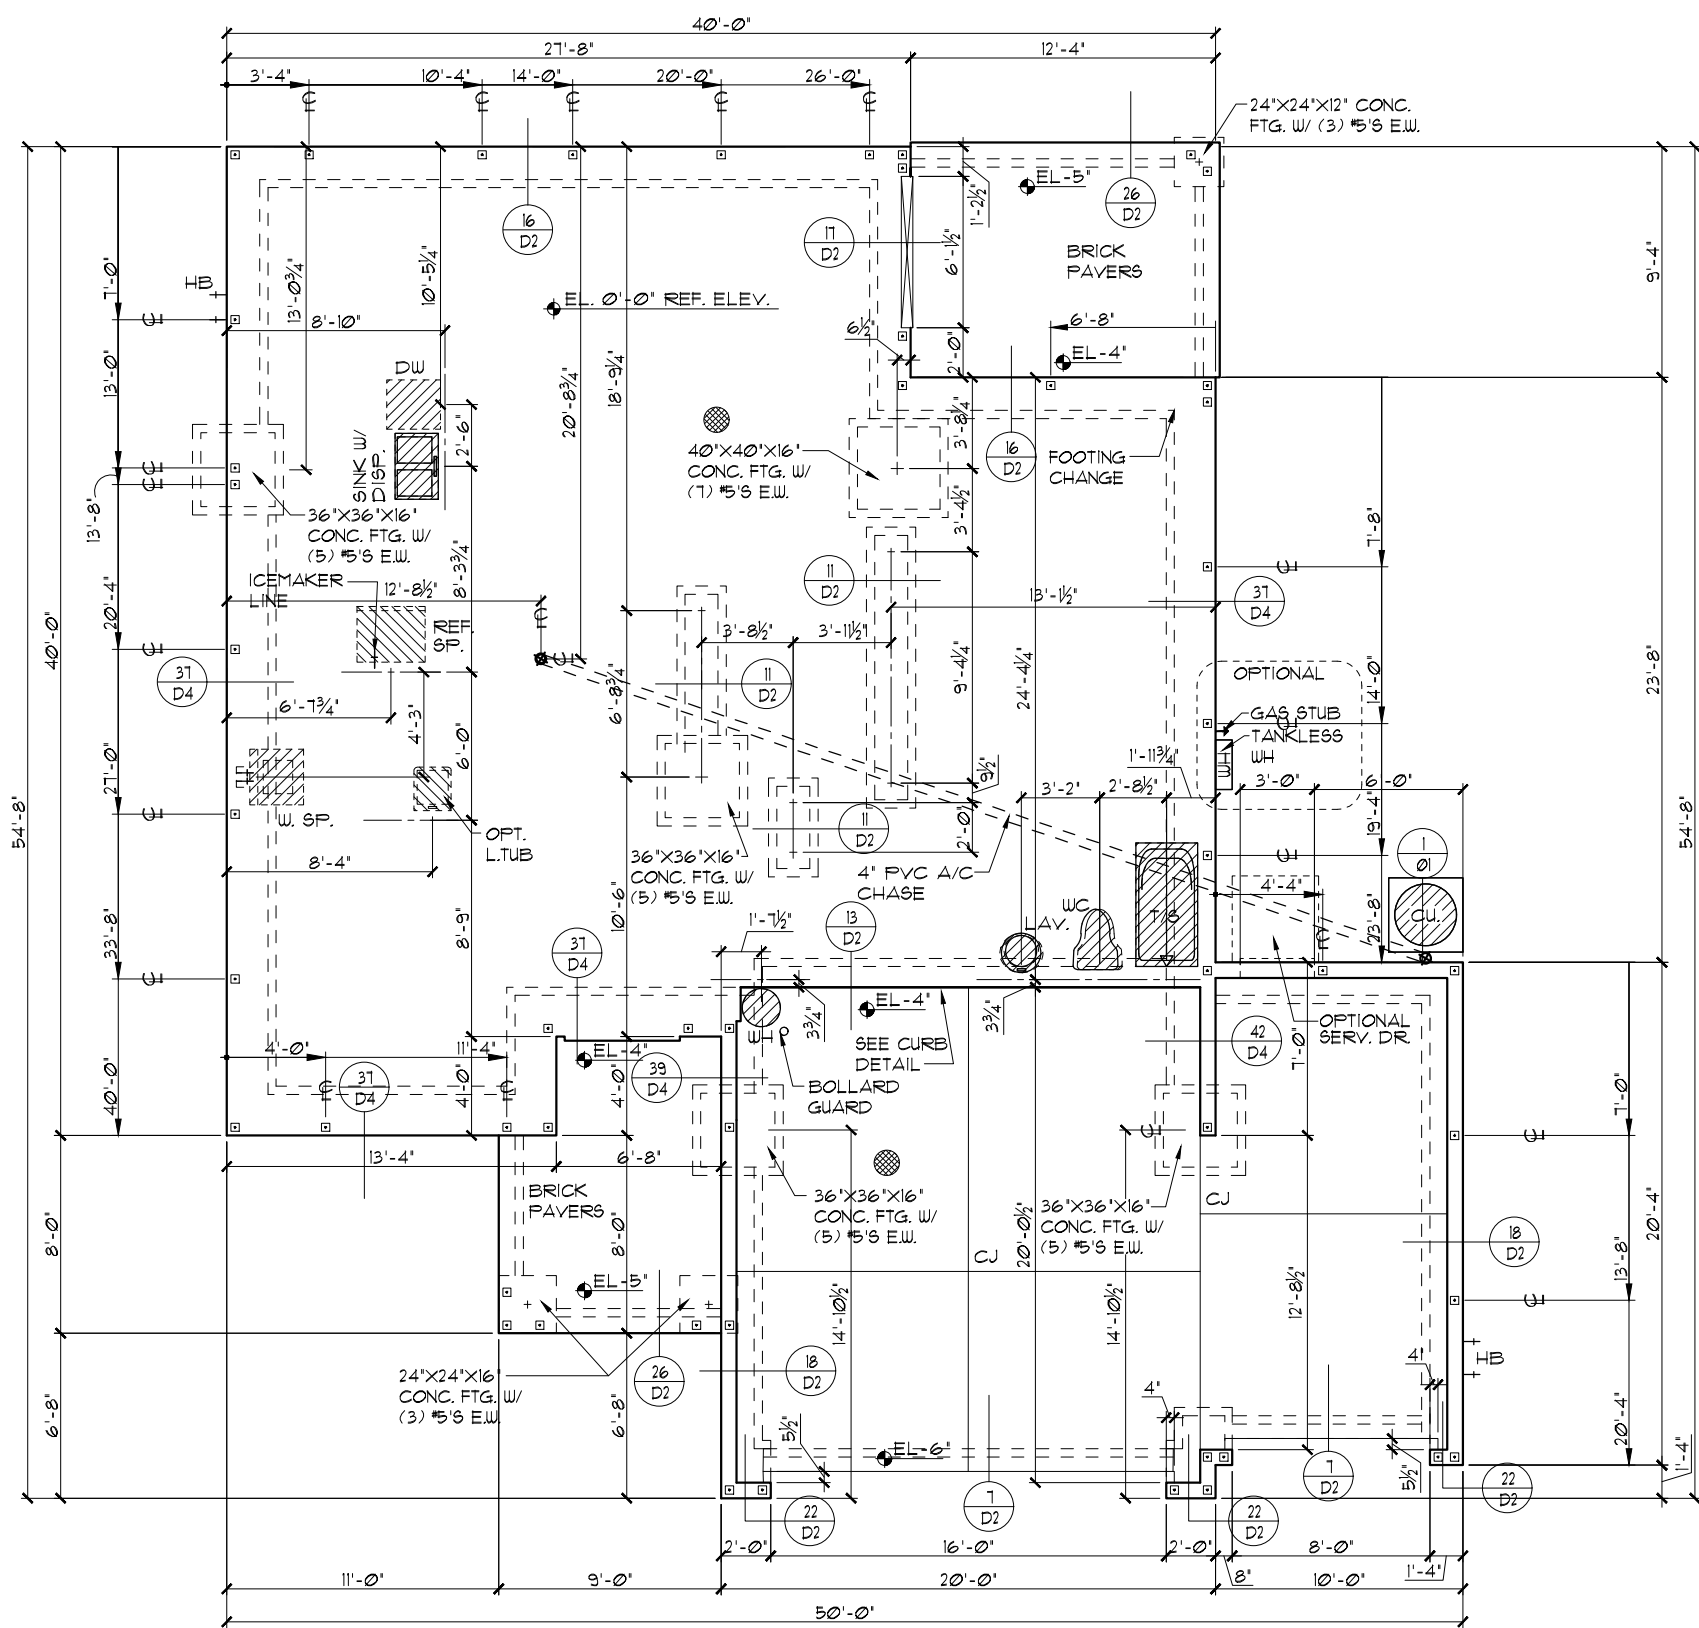 40'-0"
27'-8"
12'-4"
3'-4"
10'-4"
14'-0"
20'-0"
26'-0"
24"X24"X12" CONC.
FTG. W/ (3) #5'S E.W.
EL-5"
1'-2½"
26
D2
16
D2
17
D2
6'-1½"
BRICK
PAVERS
9'-4"
7'-0"
HB
13'-0¾"
10'-5¼"
EL. 0'-0" REF. ELEV.
8'-10"
6½"
6'-8"
2'-0"
EL-4"
13'-0"
DW
20'-8¾"
18'-9¼"
2'-6"
SINK W/
DISP.
3'-8¼"
16
D2
FOOTING
CHANGE
40"X40"X16"
CONC. FTG. W/
(7) #5'S E.W.
13'-8"
36"X36"X16"
CONC. FTG. W/
(5) #5'S E.W.
3'-4½"
7'-8"
8'-3¾"
11
D2
ICEMAKER
LINE
12'-8½"
13'-1½"
37
D4
20'-4"
40'-0"
REF.
SP.
3'-8½"
3'-11½"
9'-4¼"
24'-4¼"
23'-8"
37
D4
11
D2
6'-8¾"
OPTIONAL
14'-0"
6'-7¾"
4'-3"
6'-0"
GAS STUB
TANKLESS
WH
WH
1'-11¾"
27'-0"
9½"
3'-2"
2'-8½"
3'-0"
6'-0"
54'-8"
54'-8"
W. SP.
OPT.
L.TUB
11
D2
2'-0"
19'-4"
1
01
8'-4"
36"X36"X16"
CONC. FTG. W/
(5) #5'S E.W.
4" PVC A/C
CHASE
4'-4"
10'-6"
8'-9"
1'-7½"
13
D2
LAV.
WC
T/S
CU.
33'-8"
37
D4
23'-8"
3¾"
EL-4"
3¾"
WH
SEE CURB
DETAIL
42
D4
7'-0"
OPTIONAL
SERV. DR.
4'-0"
11'-4"
EL-4"
37
D4
4'-0"
4'-0"
39
D4
BOLLARD
GUARD
40'-0"
7'-0"
13'-4"
6'-8"
BRICK
PAVERS
36"X36"X16"
CONC. FTG. W/
(5) #5'S E.W.
36"X36"X16"
CONC. FTG. W/
(5) #5'S E.W.
CJ
20'-4"
8'-0"
8'-0"
18
D2
CJ
20'-0½"
13'-8"
EL-5"
14'-10½"
14'-10½"
12'-8½"
24"X24"X16"
CONC. FTG. W/
(3) #5'S E.W.
26
D2
18
D2
4"
4"
HB
6'-8"
6'-8"
5½"
EL-6"
20'-4"
1'-4"
7
D2
5½"
22
D2
22
D2
7
D2
22
D2
2'-0"
16'-0"
2'-0"
8'-0"
8"
1'-4"
11'-0"
9'-0"
20'-0"
10'-0"
50'-0"